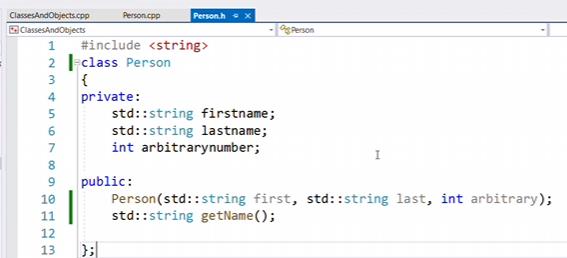 ClassesAndObjects.cpp Person.cpp Person.h
ClassesAndObjects Person
1 #include <string>
2 class Person
3 {
4 private:
5 std::string firstname;
6 std::string lastname;
7 int arbitrarynumber;
8
9 public:
10 Person(std::string first, std::string last, int arbitrary);
11 std::string getName();
12
13 };